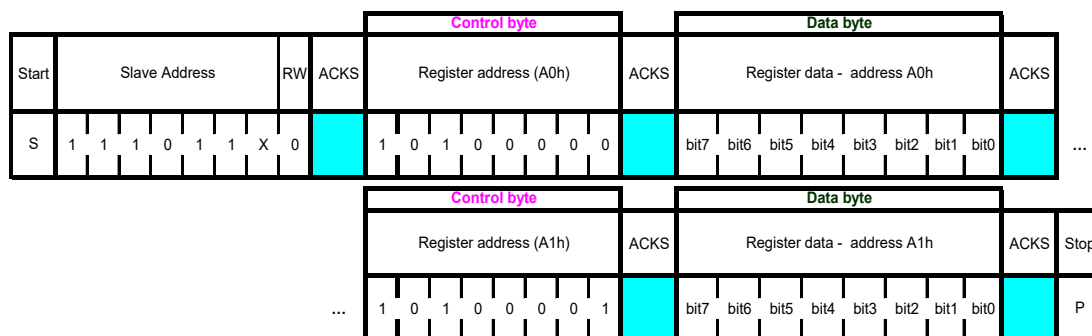 Control byte Data byte
Start Slave Address RW ACKS Register address (A0h) ACKS Register data - address A0h ACKS
S 1 1 1 0 1 1 X 0 1 0 1 0 0 0 0 0 bit7 bit6 bit5 bit4 bit3 bit2 bit1 bit0 ...
Control byte Data byte
Register address (A1h) ACKS Register data - address A1h ACKS Stop
... 1 0 1 0 0 0 0 1 bit7 bit6 bit5 bit4 bit3 bit2 bit1 bit0 P